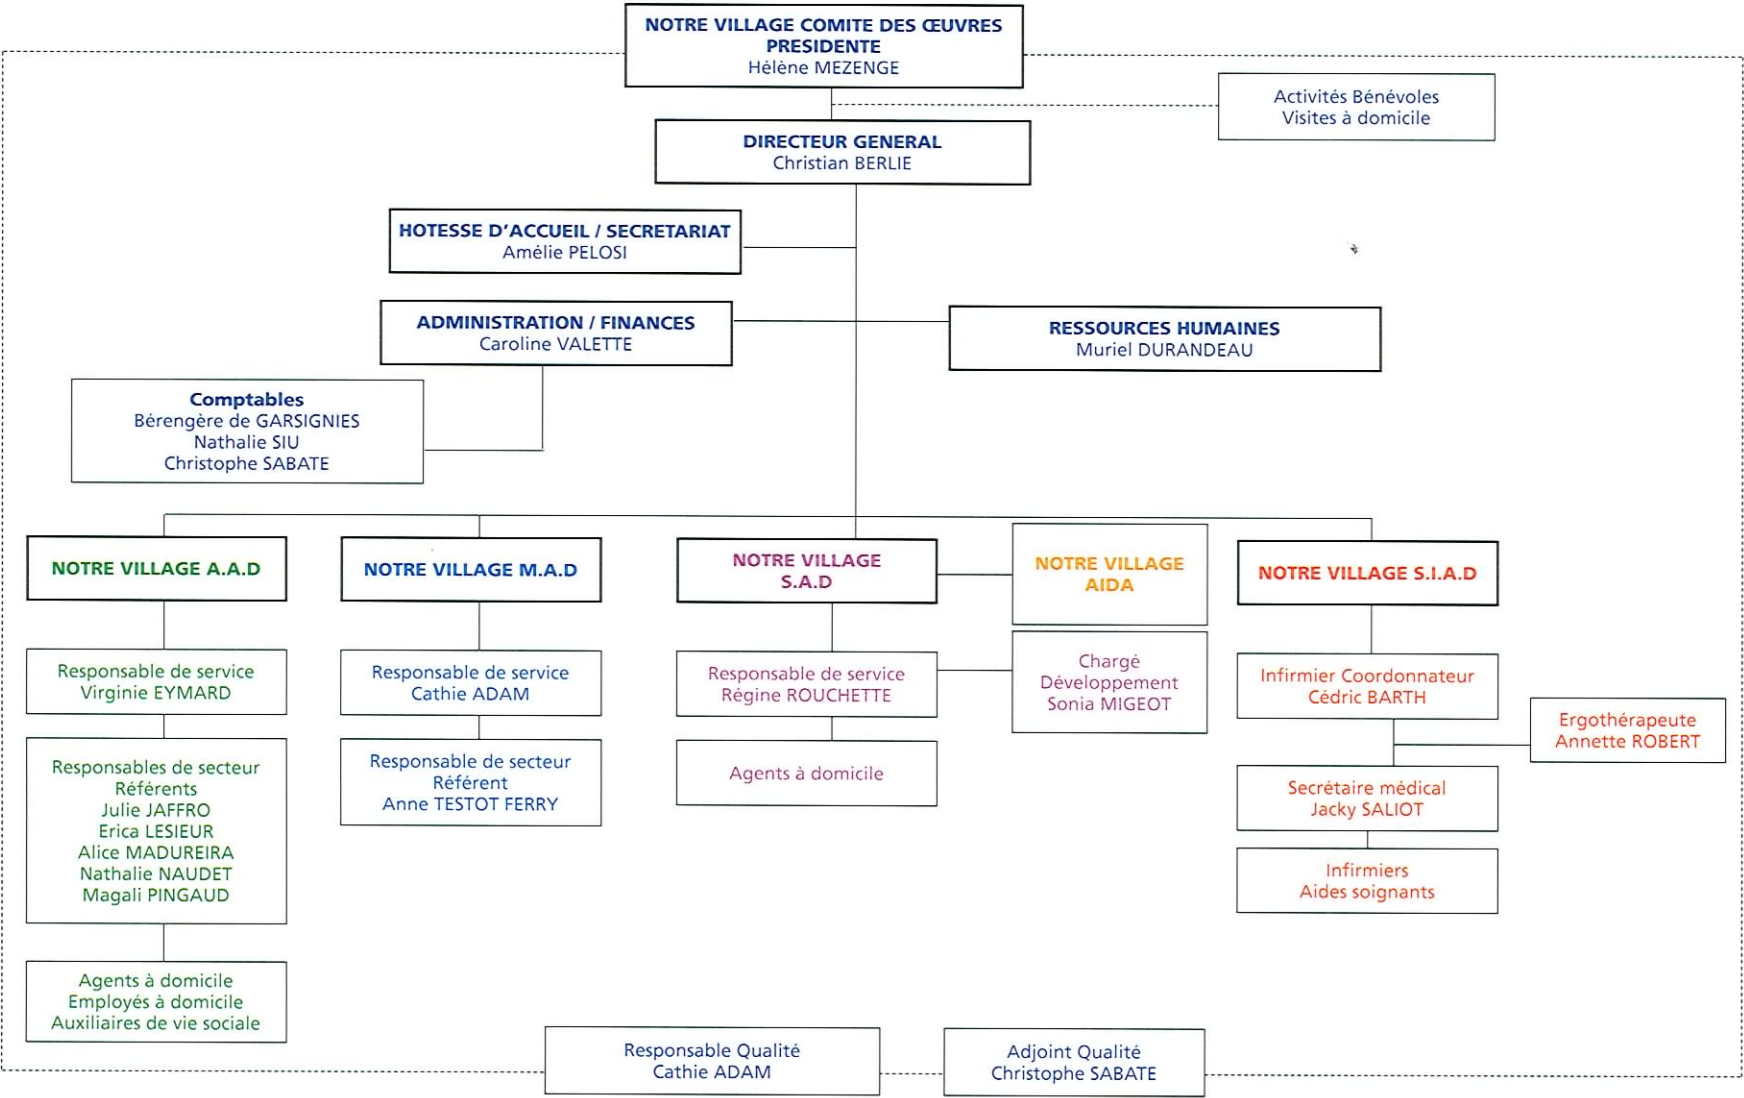 NOTRE VILLAGE COMITE DES ŒUVRES
PRESIDENTE
Hélène MEZENGE
Activités Bénévoles
Visites à domicile
DIRECTEUR GENERAL
Christian BERLIE
HOTESSE D'ACCUEIL / SECRETARIAT
Amélie PELOSI
ADMINISTRATION / FINANCES
Caroline VALETTE
RESSOURCES HUMAINES
Muriel DURANDEAU
Comptables
Bérengère de GARSIGNIES
Nathalie SIU
Christophe SABATE
NOTRE VILLAGE A.A.D
Responsable de service
Virginie EYMARD
Responsables de secteur
Référents
Julie JAFFRO
Erica LESIEUR
Alice MADUREIRA
Nathalie NAUDET
Magali PINGAUD
Agents à domicile
Employés à domicile
Auxiliaires de vie sociale
NOTRE VILLAGE M.A.D
Responsable de service
Cathie ADAM
Responsable de secteur
Référent
Anne TESTOT FERRY
NOTRE VILLAGE
S.A.D
Responsable de service
Régine ROUCHETTE
Agents à domicile
NOTRE VILLAGE
AIDA
Chargé
Développement
Sonia MIGEOT
NOTRE VILLAGE S.I.A.D
Infirmier Coordonnateur
Cédric BARTH
Ergothérapeute
Annette ROBERT
Secrétaire médical
Jacky SALIOT
Infirmiers
Aides soignants
Responsable Qualité
Cathie ADAM
Adjoint Qualité
Christophe SABATE